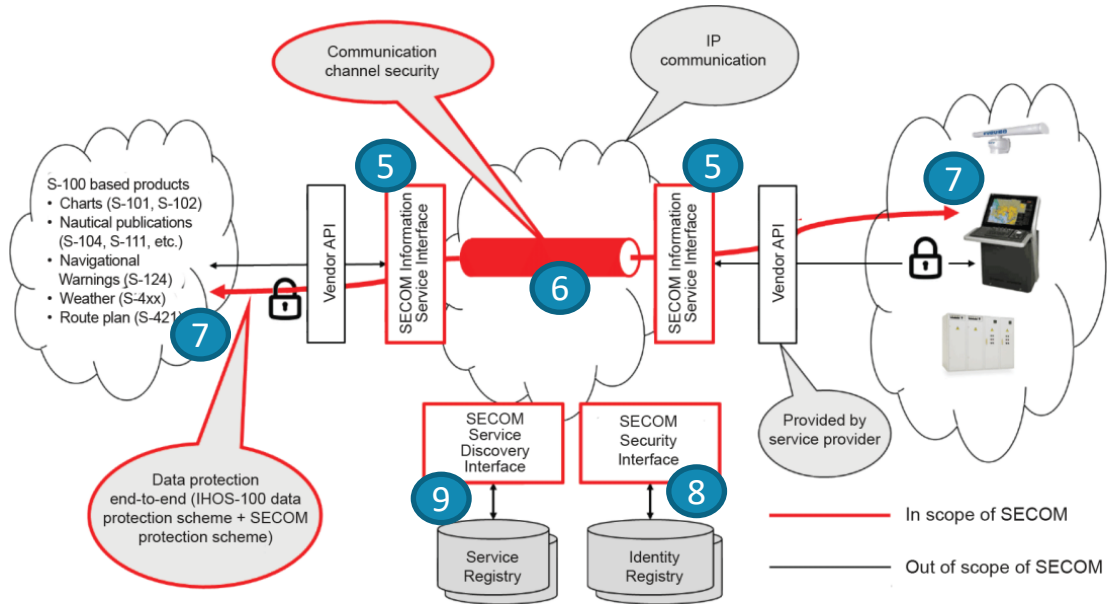 Communication
channel security
IP
communication
5
5
7
S-100 based products
• Charts (S-101, S-102)
• Nautical publications
(S-104, S-111, etc.)
• Navigational
Warnings (S-124)
• Weather (S-4xx)
• Route plan (S-421)
7
Vendor API
SECOM Information
Service Interface
6
SECOM Information
Service Interface
Vendor API
Provided by
service provider
Data protection
end-to-end (IHOS-100 data
protection scheme + SECOM
protection scheme)
SECOM
Service
Discovery
Interface
9
Service
Registry
SECOM
Security
Interface
8
Identity
Registry
In scope of SECOM
Out of scope of SECOM